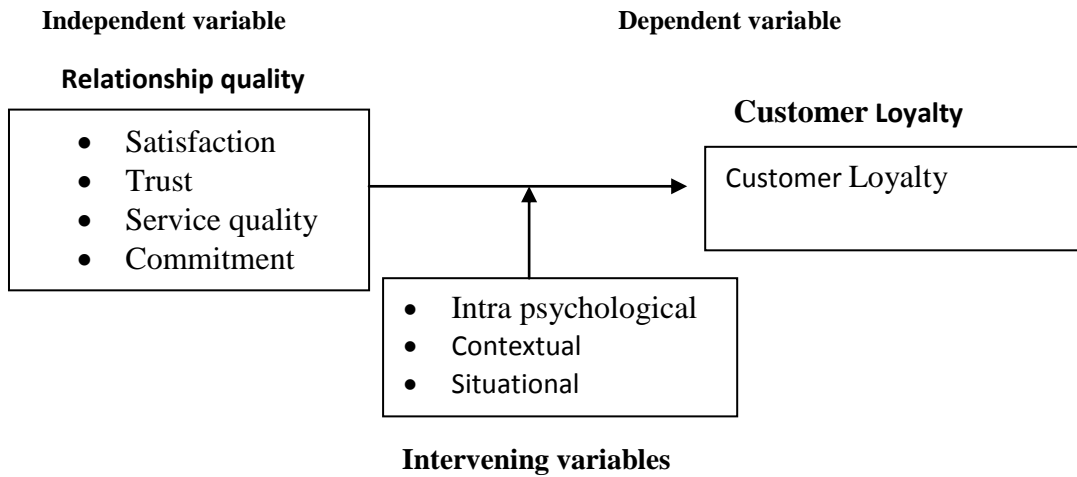 Independent variable
Dependent variable
Relationship quality
• Satisfaction
• Trust
• Service quality
• Commitment
Customer Loyalty
Customer Loyalty
• Intra psychological
• Contextual
• Situational
Intervening variables